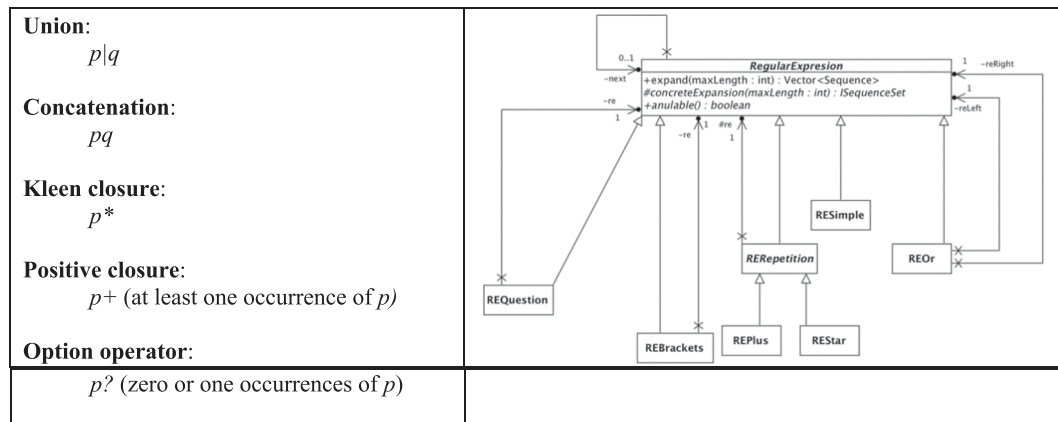 Union:
p|q
Concatenation:
pq
Kleen closure:
p*
Positive closure:
p+ (at least one occurrence of p)
Option operator:
p? (zero or one occurrences of p)
0..1
-next
RegularExpresion
+expand(maxLength : int) : Vector<Sequence>
#concreteExpansion(maxLength : int) : ISequenceSet
+anulable() : boolean
1
-reRight
1
-reLeft
-re
1
-re
1
#re
1
RESimple
RERepetition
REOr
REQuestion
REBrackets
REPlus
REStar